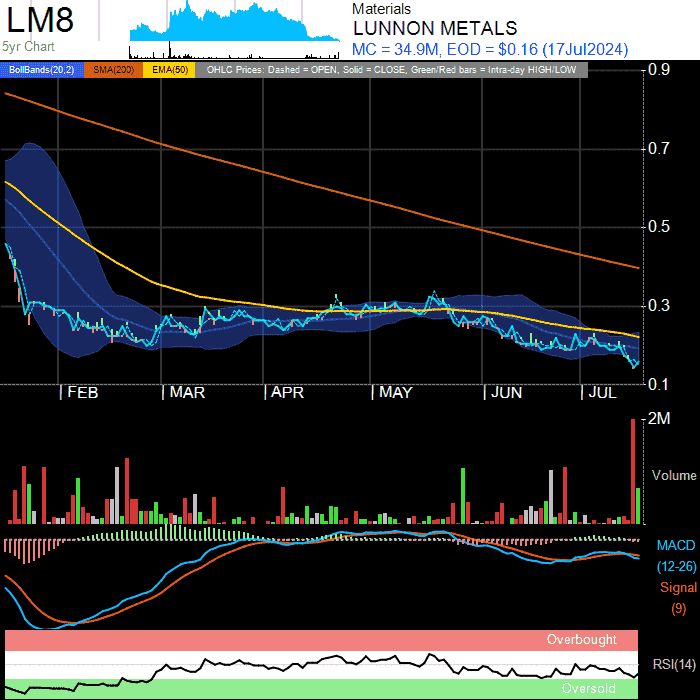 LM8
5yr Chart
Materials
LUNNON METALS
MC = 34.9M, EOD = $0.16 (17Jul2024)
BollBands(20,2) SMA(200) EMA(50) OHLC Prices: Dashed = OPEN, Solid = CLOSE, Green/Red bars = Intra-day HIGH/LOW
0.9
0.7
0.5
0.3
0.1
FEB MAR APR MAY JUN JUL
2M
Volume
MACD
(12-26)
Signal
(9)
Overbought
RSI(14)
Oversold